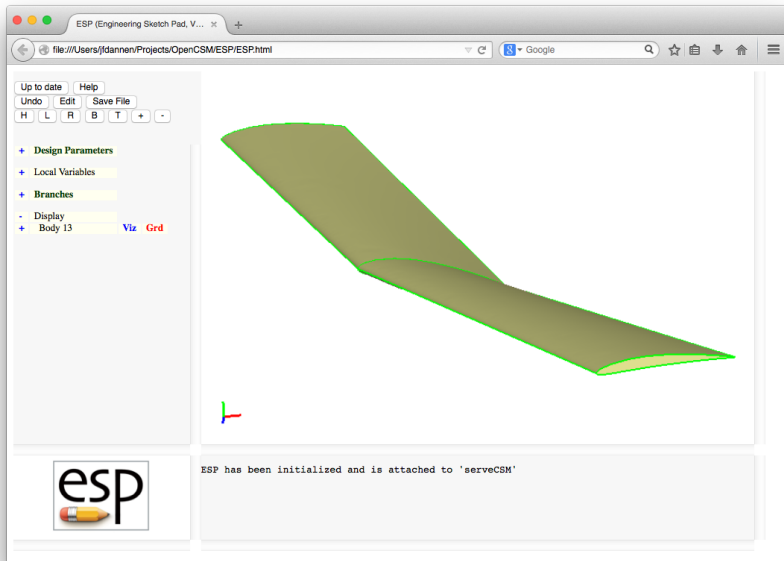 ESP (Engineering Sketch Pad, V... × +
file:///Users/jfdannen/Projects/OpenCSM/ESP/ESP.html
8 Google
Up to date Help
Undo Edit Save File
H L R B T + -
+ Design Parameters
+ Local Variables
+ Branches
- Display
+ Body 13 Viz Grd
esp
ESP has been initialized and is attached to 'serveCSM'